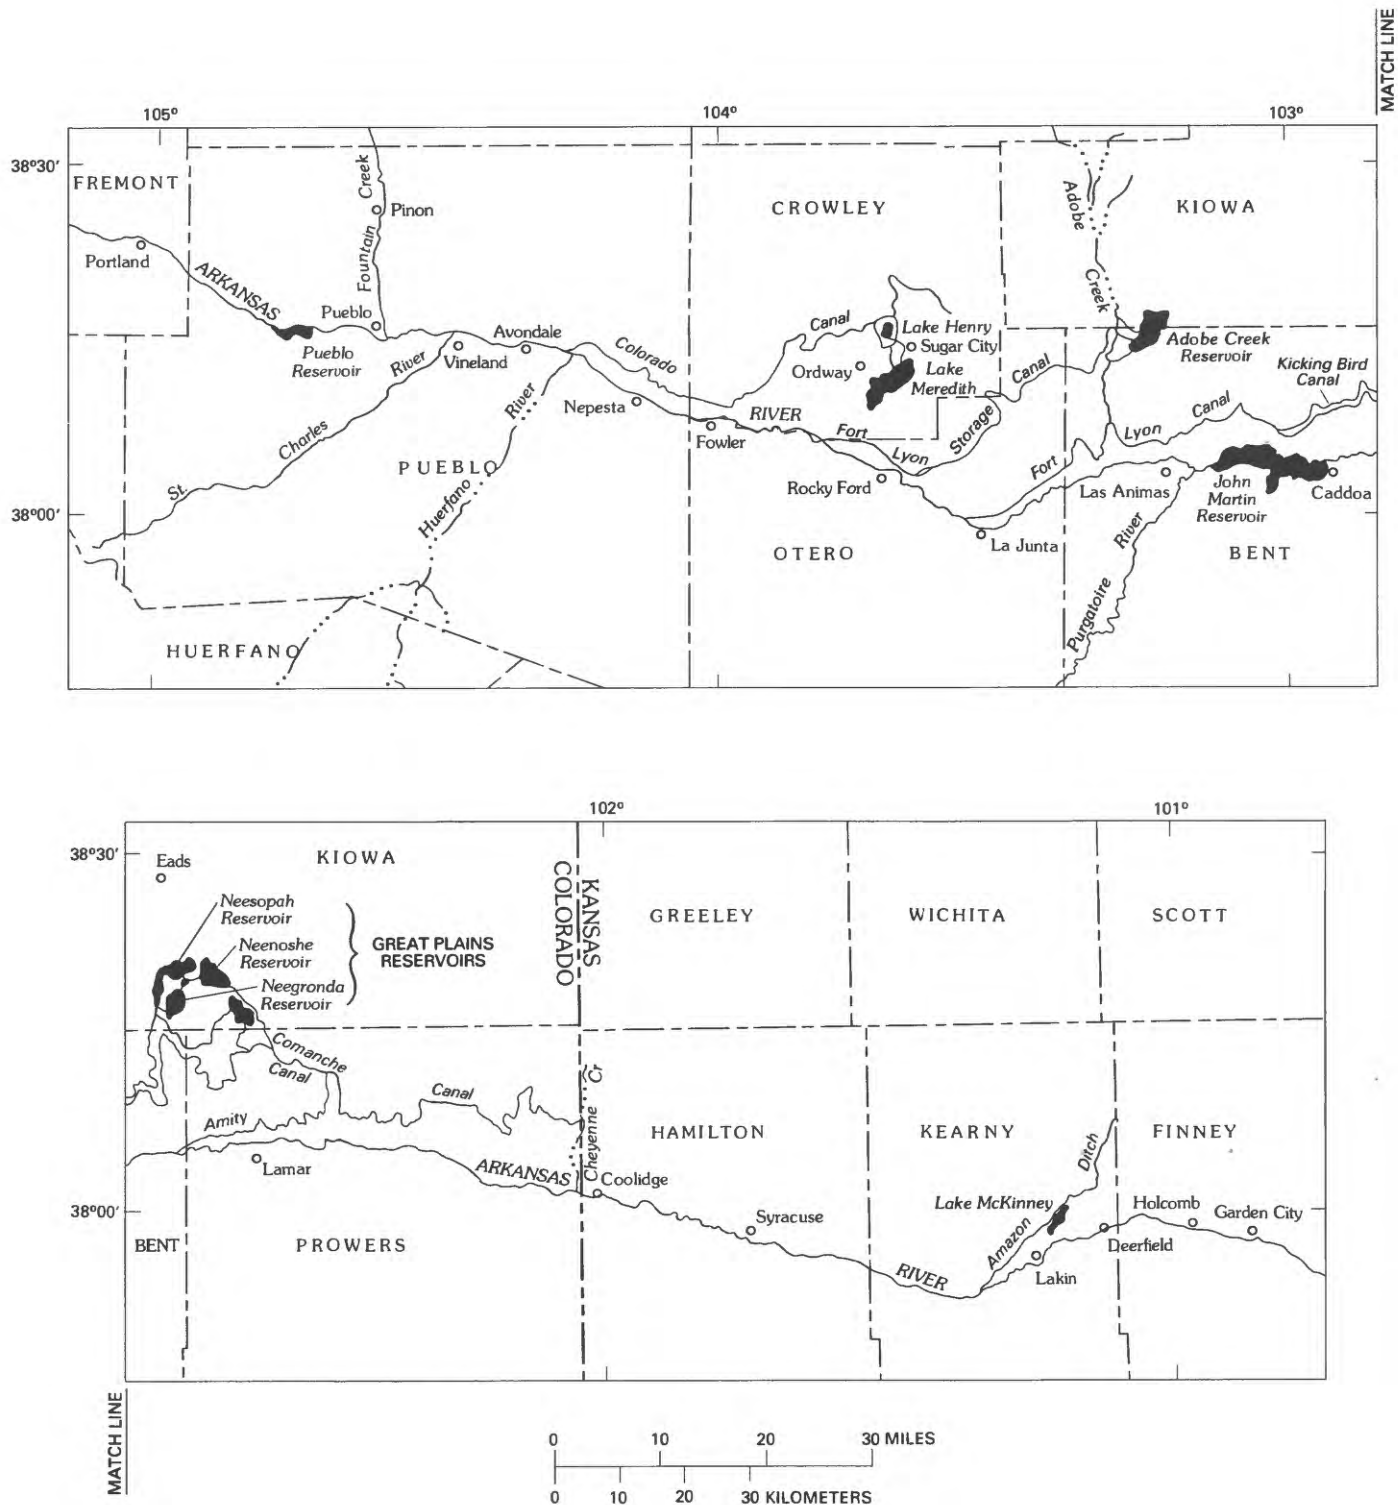 MATCH LINE
105°
104°
103°
38°30'
FREMONT
Fountain Creek
Pinon
CROWLEY
Adobe Creek
KIOWA
Portland
ARKANSAS
Pueblo
Pueblo
Reservoir
River
Vineland
Avondale
Colorado
Canal
Lake Henry
Sugar City
Ordway
Lake
Meredith
Canal
Adobe Creek
Reservoir
Kicking Bird
Canal
River
Nepesta
Fowler
RIVER
Fort
Lyon
Storage
Fort
Lyon
Canal
Charles
St.
PUEBLO
Huerfano
Rocky Ford
Las Animas
John
Martin
Reservoir
Caddoa
38°00'
OTERO
La Junta
River
BENT
Purgatoire
HUERFANO
102°
101°
38°30'
Eads
KIOWA
COLORADO
KANSAS
GREELEY
WICHITA
SCOTT
Neesopah
Reservoir
Neenoshe
Reservoir
Neegronda
Reservoir
GREAT PLAINS
RESERVOIRS
Comanche
Canal
Canal
Cheyenne Cr
Amity
HAMILTON
KEARNY
Ditch
FINNEY
Lamar
ARKANSAS
Coolidge
38°00'
Syracuse
Lake McKinney
Amazon
Holcomb
Garden City
Deerfield
BENT
PROWERS
RIVER
Lakin
MATCH LINE
0 10 20 30 MILES
0 10 20 30 KILOMETERS